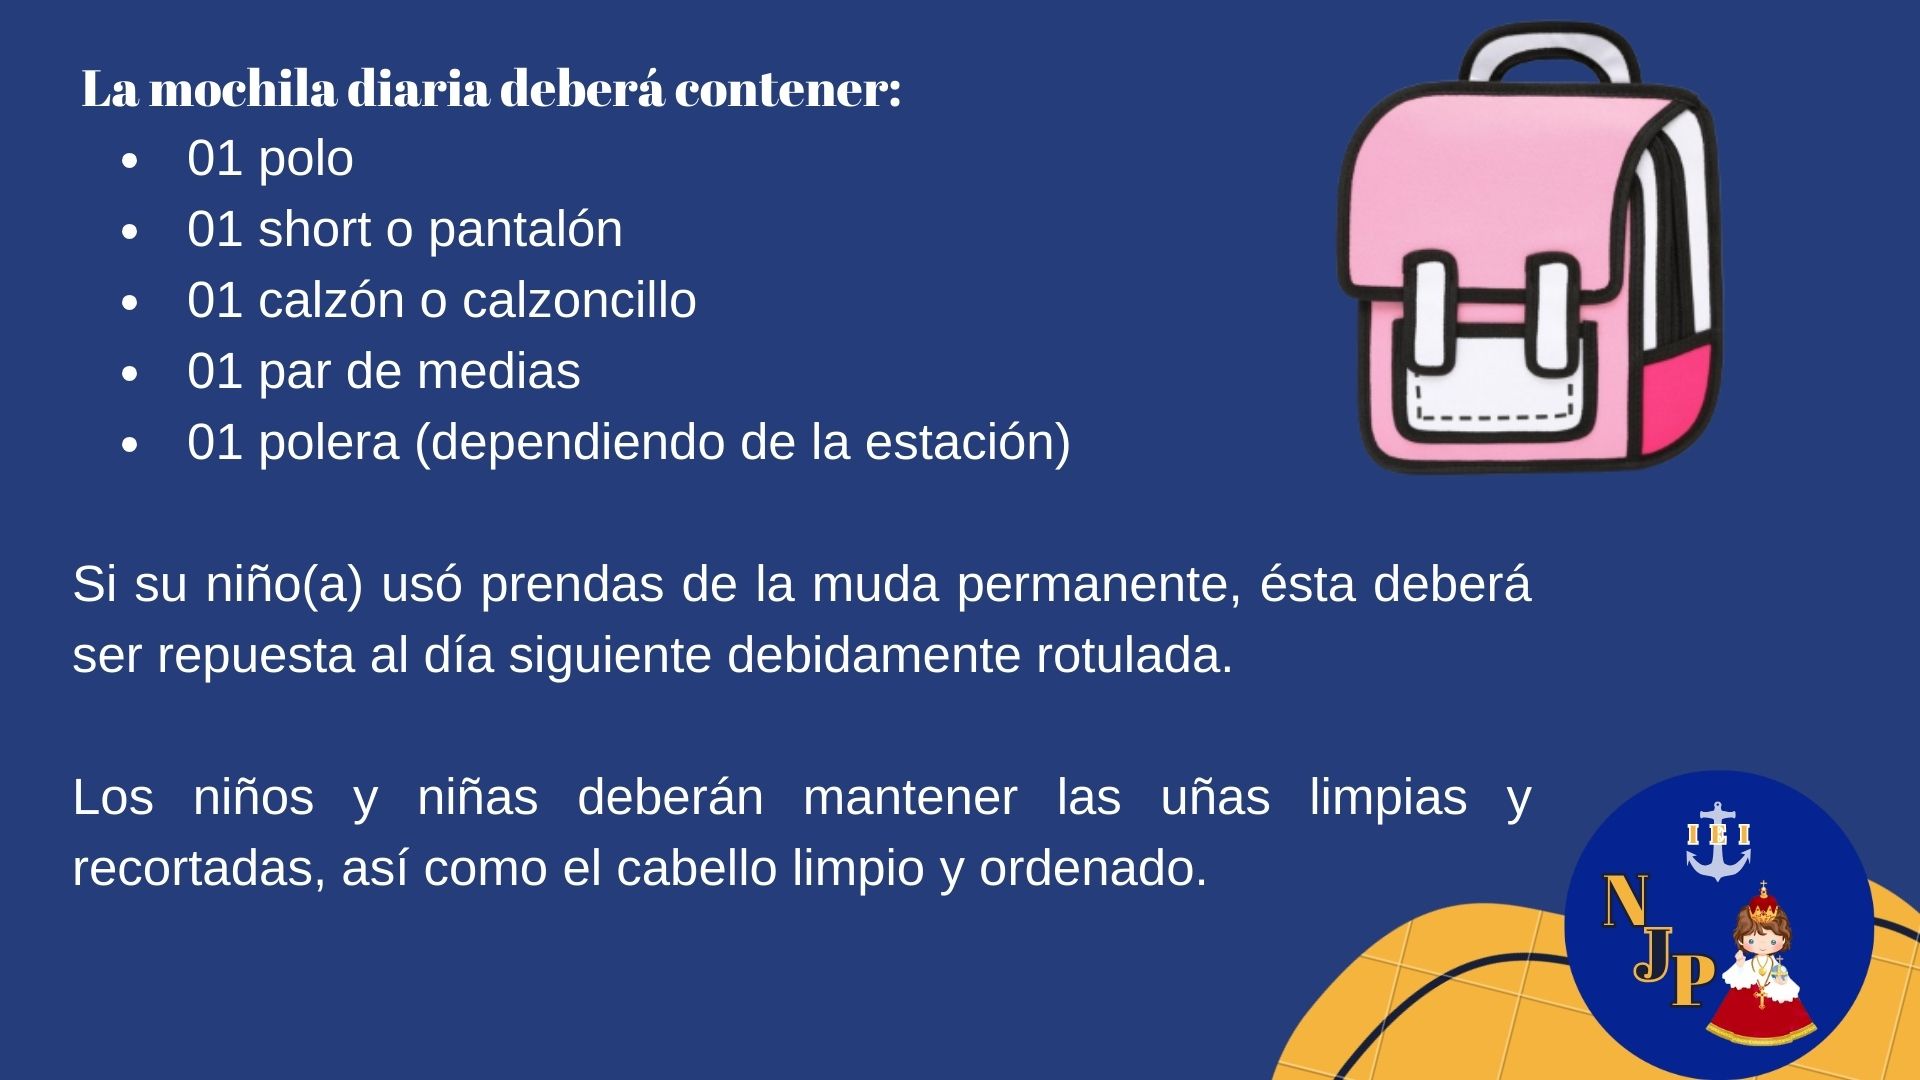 La mochila diaria deberá contener:
• 01 polo
• 01 short o pantalón
• 01 calzón o calzoncillo
• 01 par de medias
• 01 polera (dependiendo de la estación)
Si su niño(a) usó prendas de la muda permanente, ésta deberá
ser repuesta al día siguiente debidamente rotulada.
Los niños y niñas deberán mantener las uñas limpias y
recortadas, así como el cabello limpio y ordenado.
I E I
N
J
P